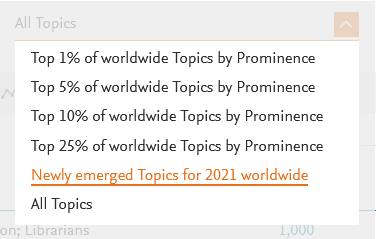 All Topics
Top 1% of worldwide Topics by Prominence
Top 5% of worldwide Topics by Prominence
Top 10% of worldwide Topics by Prominence
Top 25% of worldwide Topics by Prominence
Newly emerged Topics for 2021 worldwide
All Topics
on; Librarians 1,000